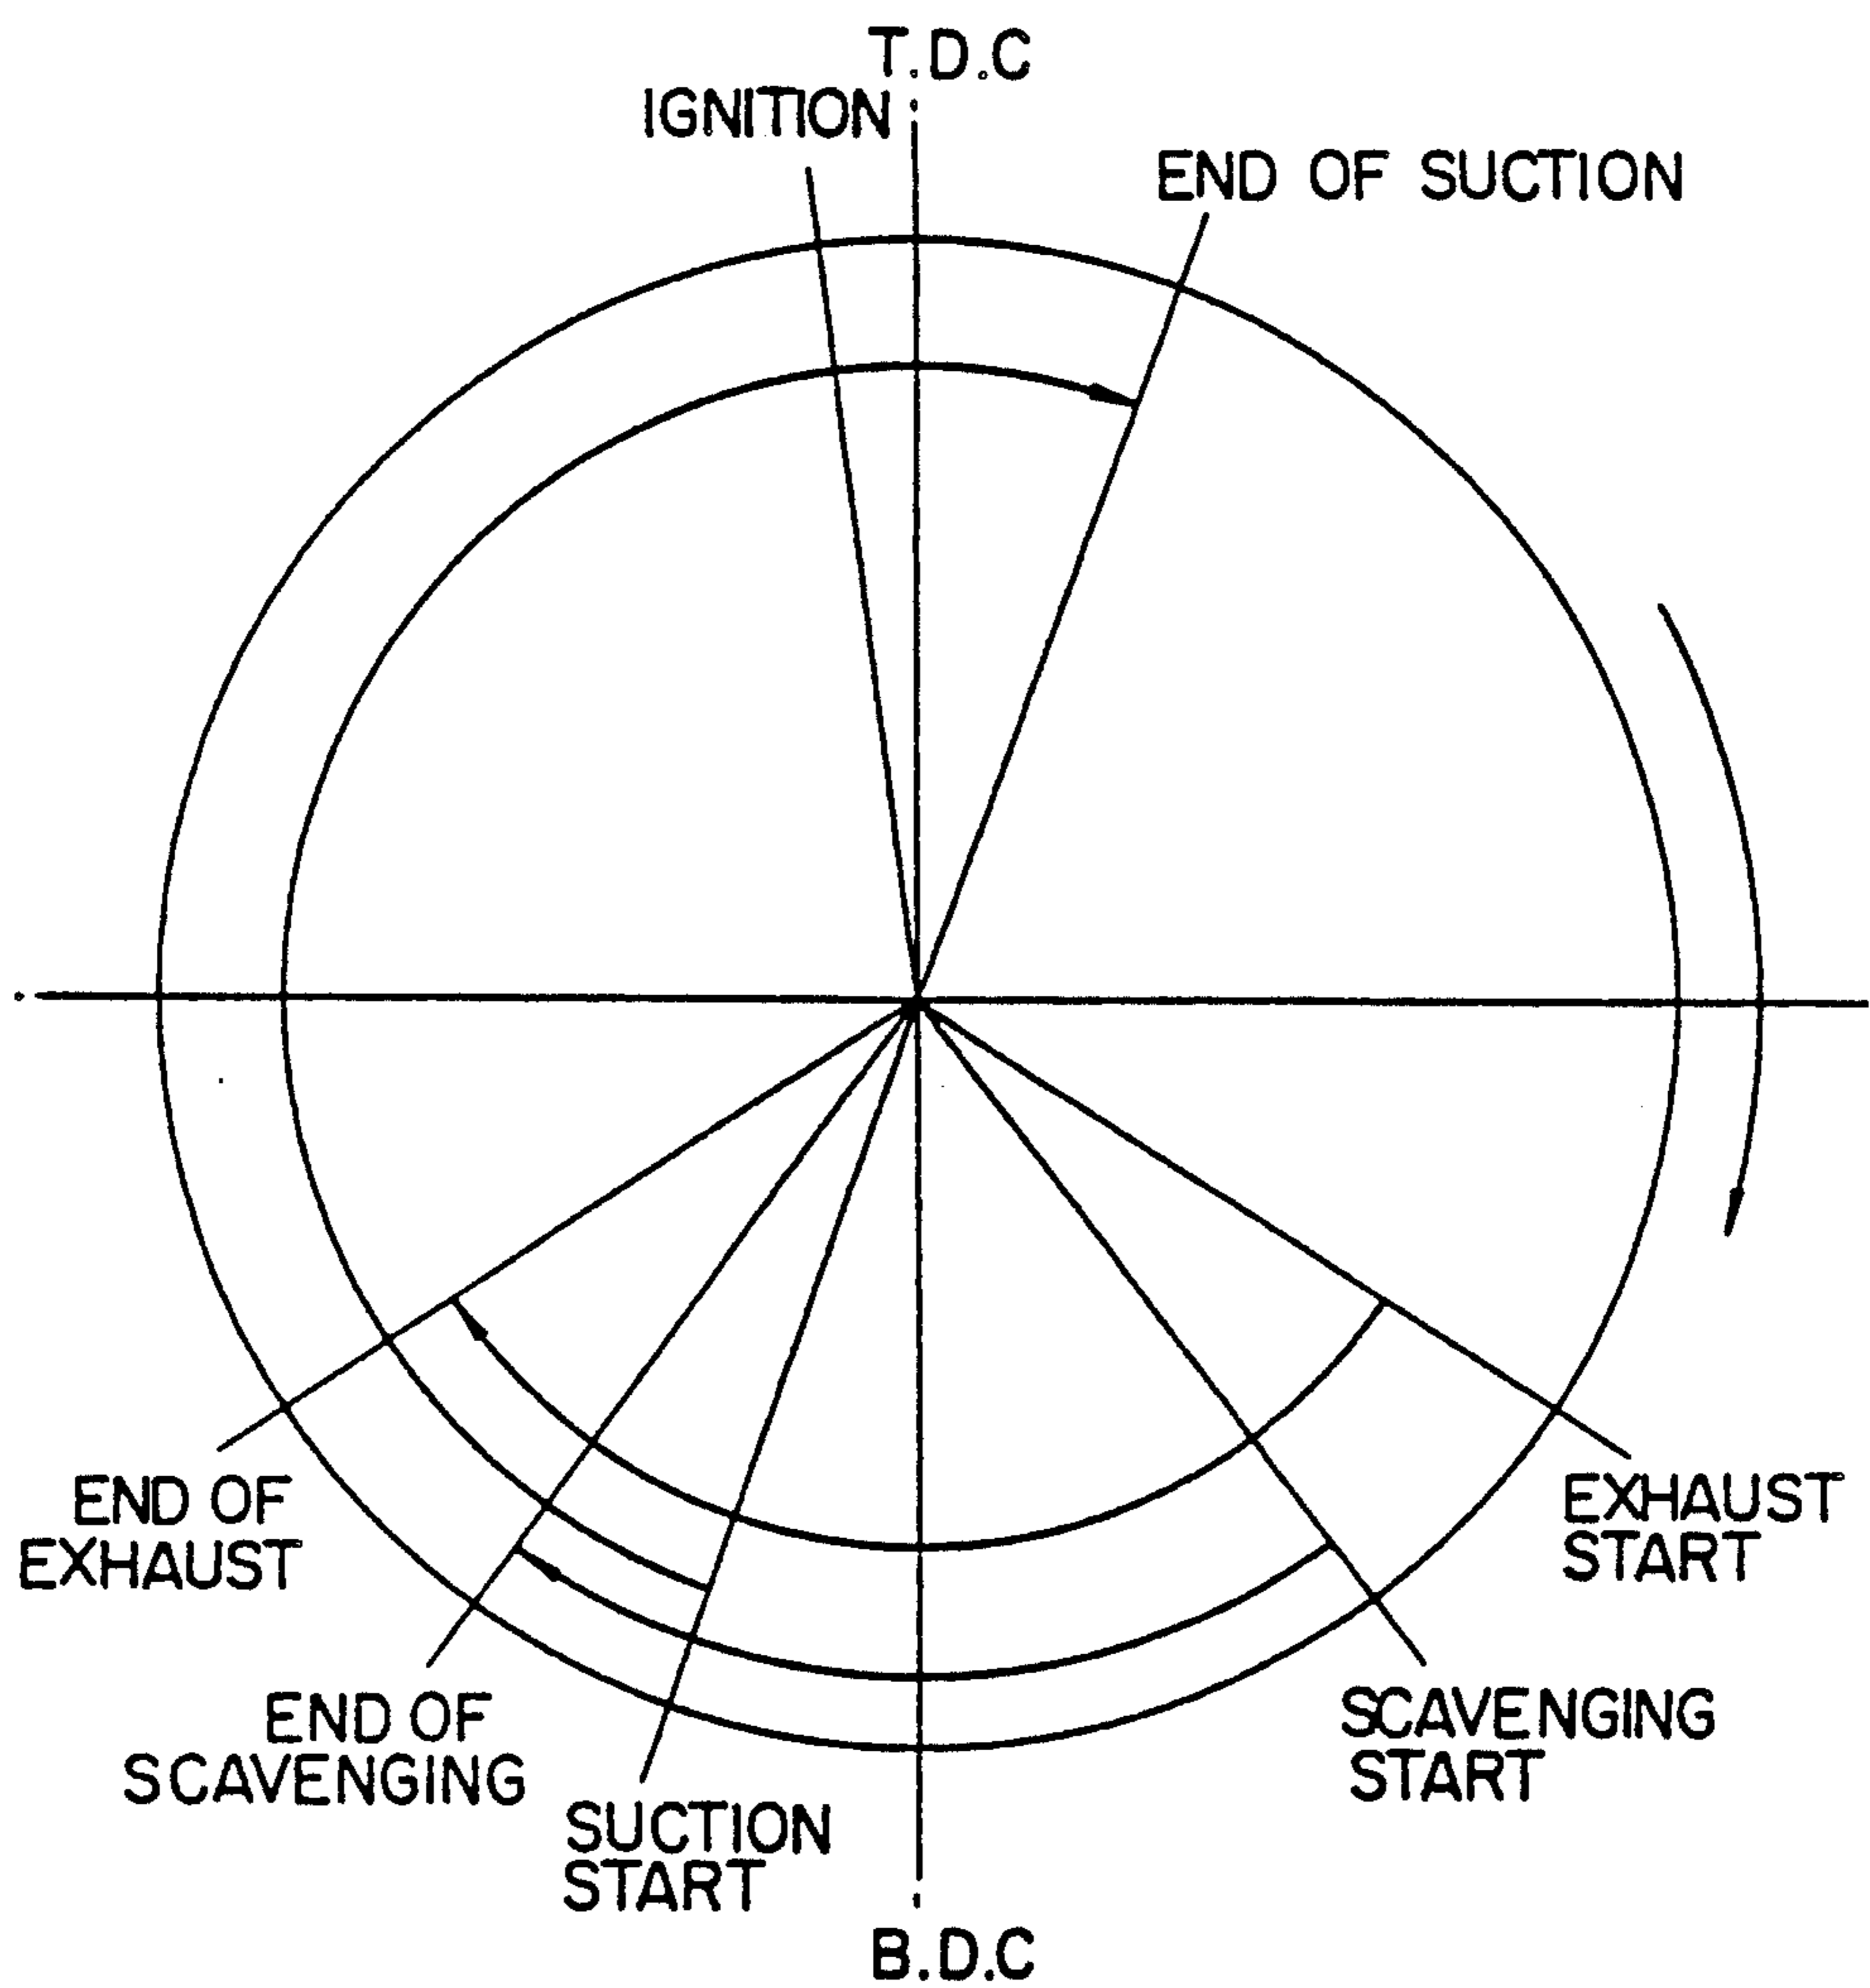 T.D.C
IGNITION
END OF SUCTION
END OF
EXHAUST
EXHAUST
START
END OF
SCAVENGING
SCAVENGING
START
SUCTION
START
B.D.C